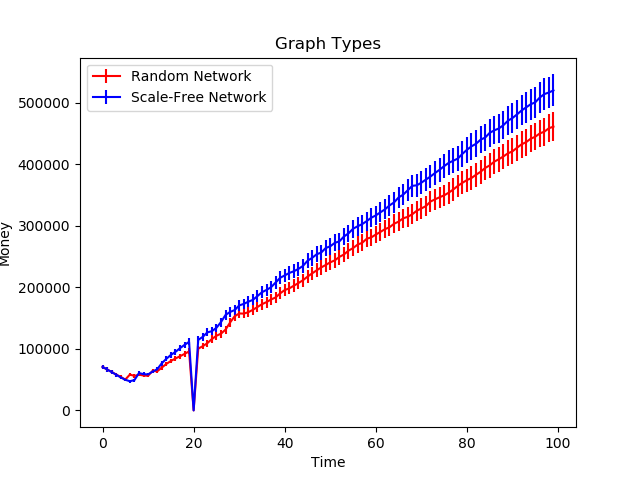 Graph Types
Random Network
Scale-Free Network
500000
400000
300000
200000
100000
0
Money
0 20 40 60 80 100
Time